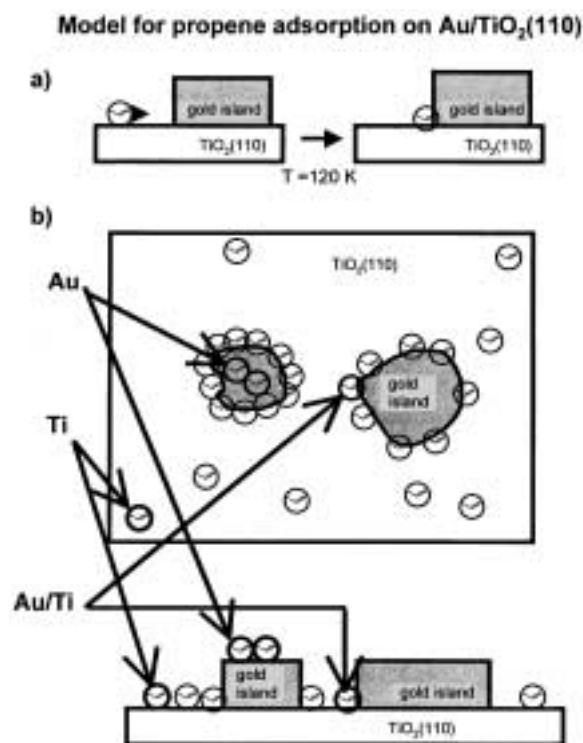 Model for propene adsorption on Au/TiO₂(110)
a)
gold island
TiO₂(110)
T =120 K
gold island
TiO₂(110)
b)
TiO₂(110)
Au
gold
island
Ti
Au/Ti
gold
island
gold island
TiO₂(110)